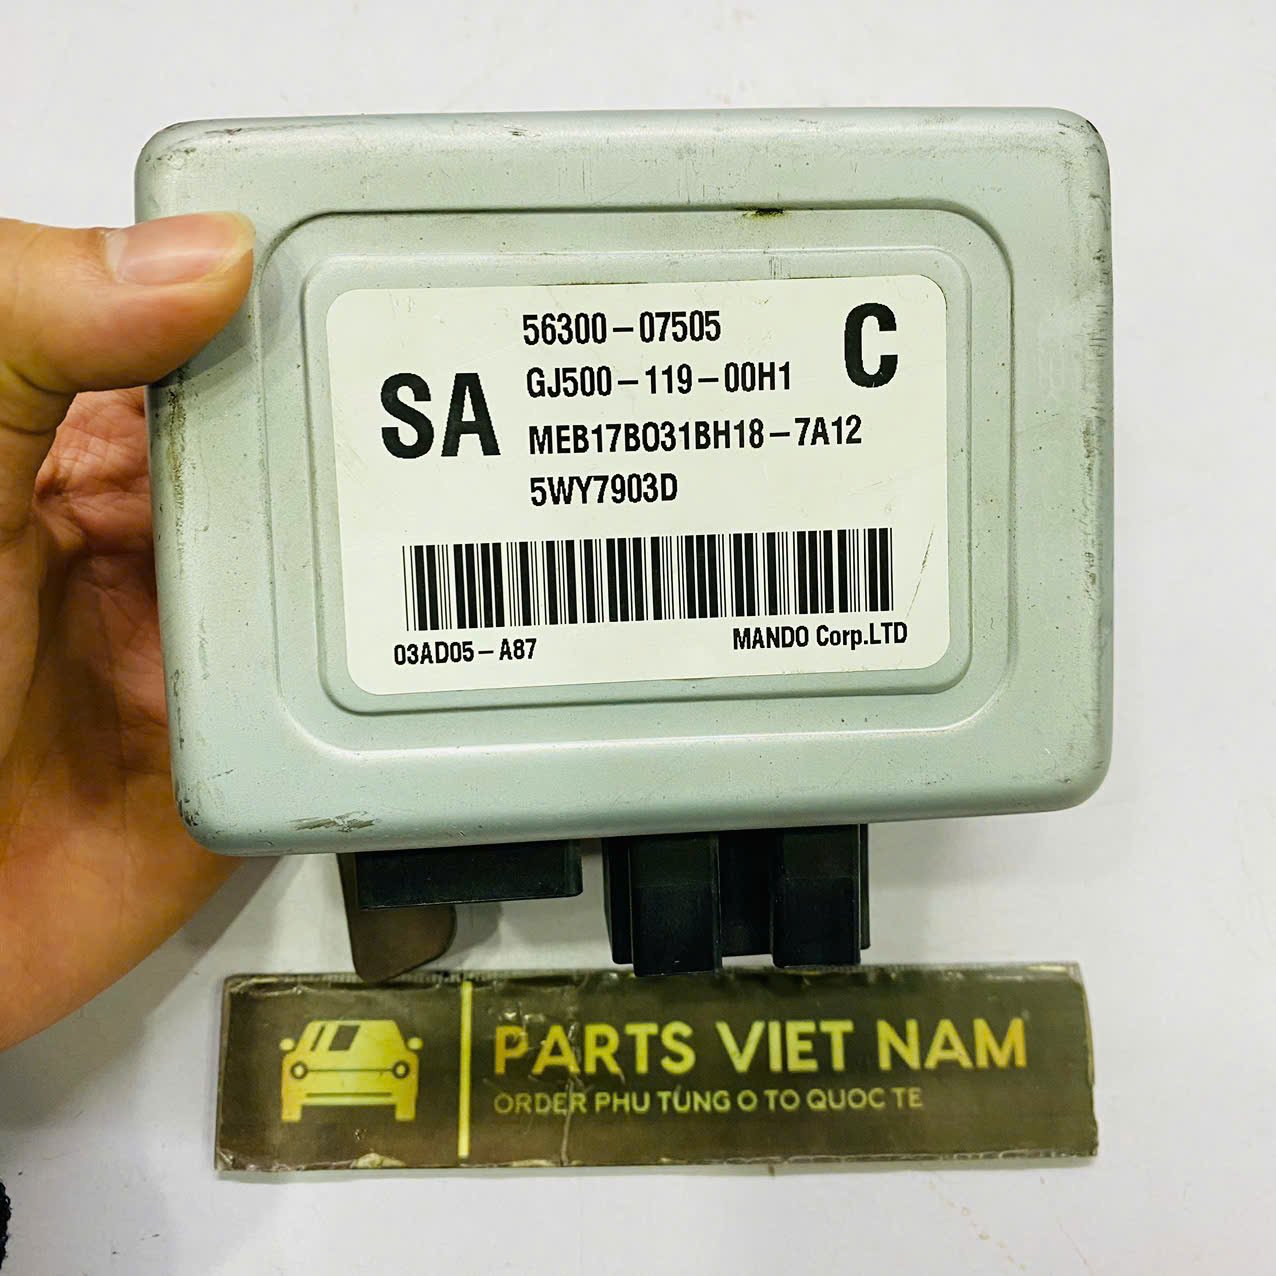 56300-07505
C
SA
GJ500-119-00H1
MEB17B031BH18-7A12
5WY7903D
03AD05-A87
MANDO Corp.LTD
PARTS VIET NAM
ORDER PHU TÙNG O TO QUOC TE